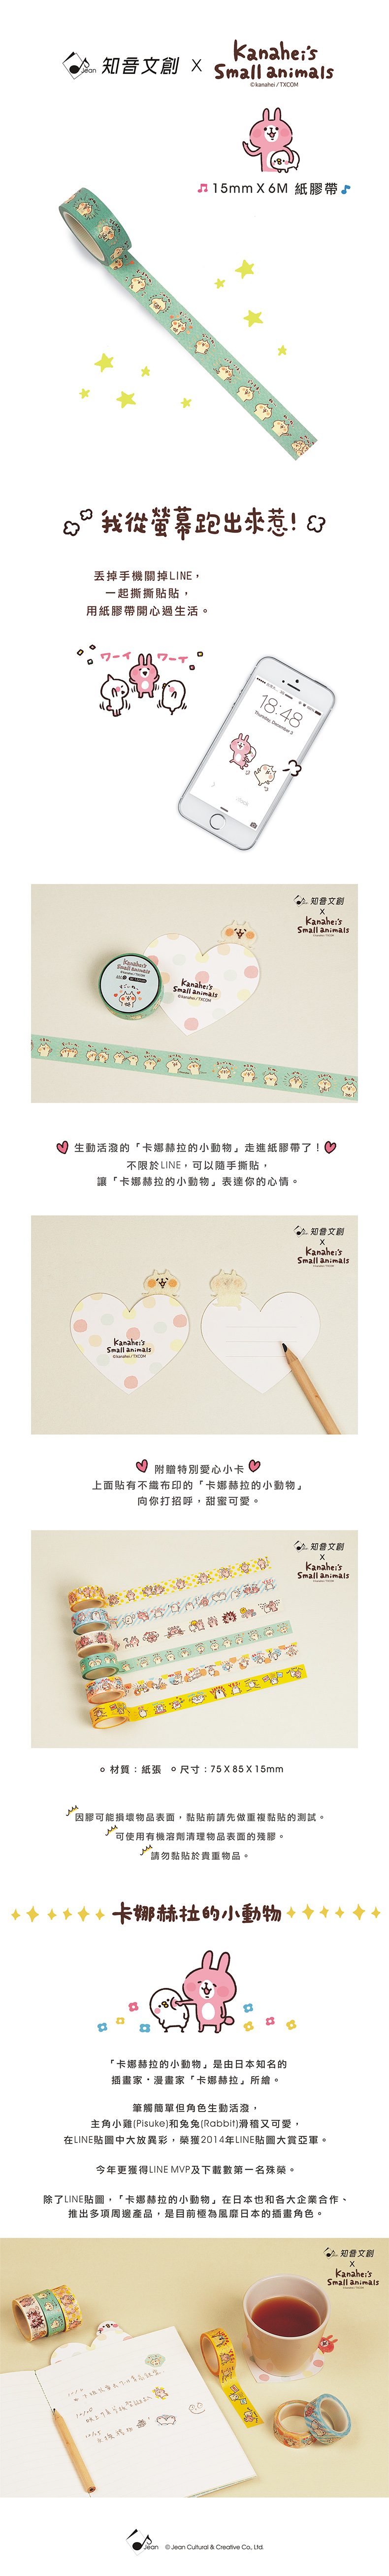 Jean 知音文創 X Kanahei's
Small animals
©kanahei / TXCOM
15mm X 6M 紙膠帶
我從螢幕跑出來惹!
丟掉手機關掉LINE，
一起撕撕貼貼，
用紙膠帶開心過生活。
ワーイ ワーイ
18:48
Thursday, December 3
知音文創
X
Kanahei's
Small animals
Kanahei's
Small animals
Kanahei's
Small animals
©kanahei / TXCOM
生動活潑的「卡娜赫拉的小動物」走進紙膠帶了！
不限於LINE，可以隨手撕貼，
讓「卡娜赫拉的小動物」表達你的心情。
知音文創
X
Kanahei's
Small animals
Kanahei's
Small animals
©kanahei / TXCOM
附贈特別愛心小卡
上面貼有不織布印的「卡娜赫拉的小動物」
向你打招呼，甜蜜可愛。
知音文創
X
Kanahei's
Small animals
材質：紙張 尺寸：75 X 85 X 15mm
因膠可能損壞物品表面，黏貼前請先做重複黏貼的測試。
可使用有機溶劑清理物品表面的殘膠。
請勿黏貼於貴重物品。
卡娜赫拉的小動物
「卡娜赫拉的小動物」是由日本知名的
插畫家・漫畫家「卡娜赫拉」所繪。
筆觸簡單但角色生動活潑，
主角小雞(Pisuke)和兔兔(Rabbit)滑稽又可愛，
在LINE貼圖中大放異彩，榮獲2014年LINE貼圖大賞亞軍。
今年更獲得LINE MVP及下載數第一名殊榮。
除了LINE貼圖，「卡娜赫拉的小動物」在日本也和各大企業合作、
推出多項周邊產品，是目前極為風靡日本的插畫角色。
知音文創
X
Kanahei's
Small animals
Jean © Jean Cultural & Creative Co., Ltd.